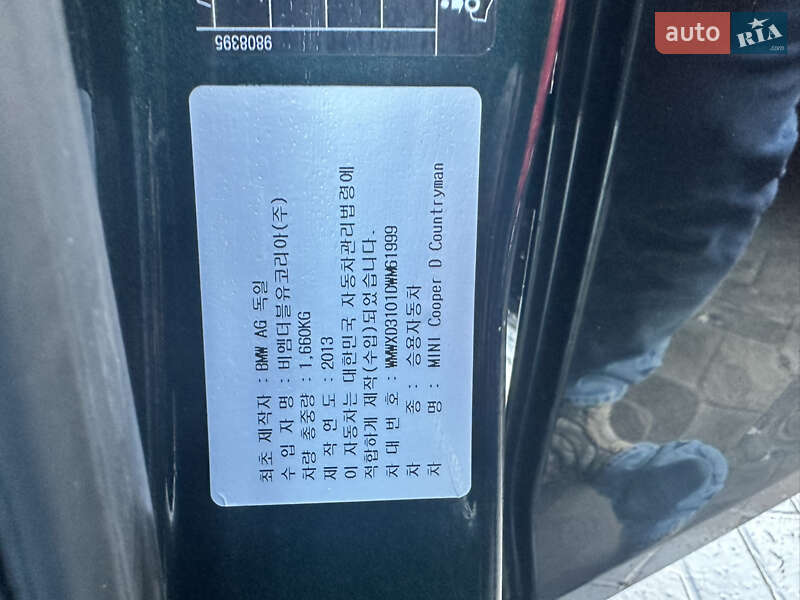 최초 제작자 : BMW AG 독일
수 입 자 명 : 비엠더블유코리아(주)
차량 총중량 : 1,660KG
제 작 연 도 : 2013
이 자동차는 대한민국 자동차관리법령에
적합하게 제작(수입)되었습니다.
차 대 번 호 : WMWXD3101DWM61999
차 종 : 승용자동차
차 명 : MINI Cooper D Countryman
9808395
auto RIA.com